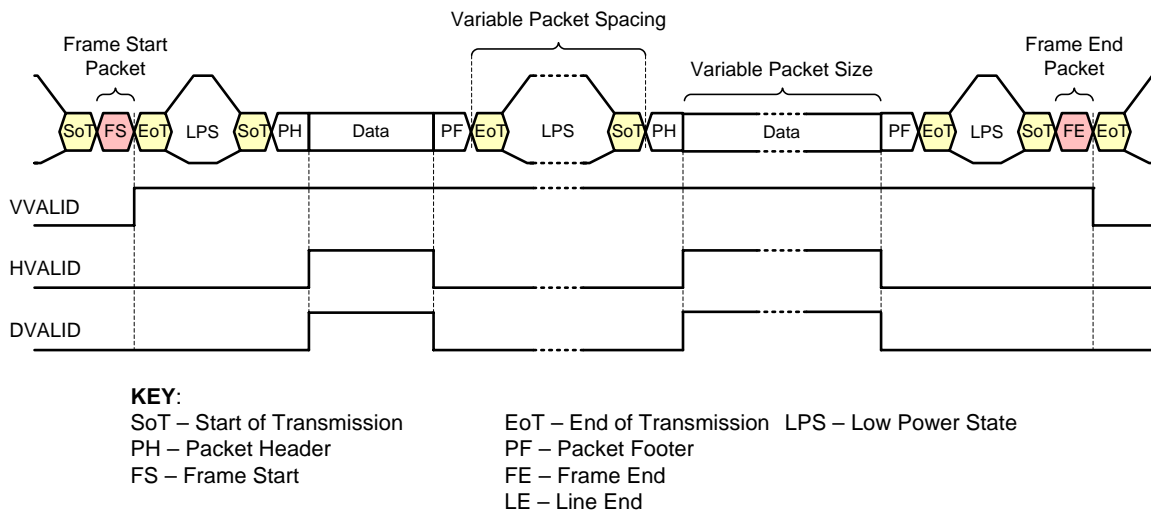 Variable Packet Spacing
Frame Start
Packet
Variable Packet Size
Frame End
Packet
SoT FS EoT LPS SoT PH Data PF EoT LPS SoT PH Data PF EoT LPS SoT FE EoT
VVALID
HVALID
DVALID
KEY:
SoT – Start of Transmission EoT – End of Transmission LPS – Low Power State
PH – Packet Header PF – Packet Footer
FS – Frame Start FE – Frame End
LE – Line End